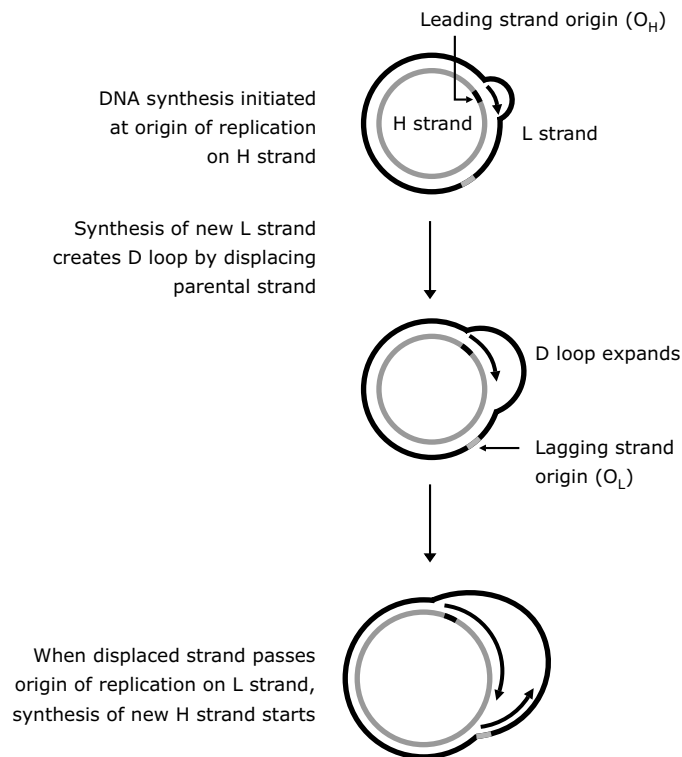 Leading strand origin (O_H)
DNA synthesis initiated
at origin of replication
on H strand
H strand
L strand
Synthesis of new L strand
creates D loop by displacing
parental strand
D loop expands
Lagging strand
origin (O_L)
When displaced strand passes
origin of replication on L strand,
synthesis of new H strand starts